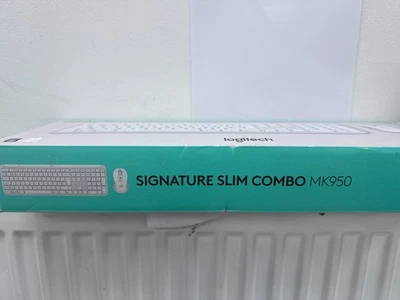 logitech
SIGNATURE SLIM COMBO MK950